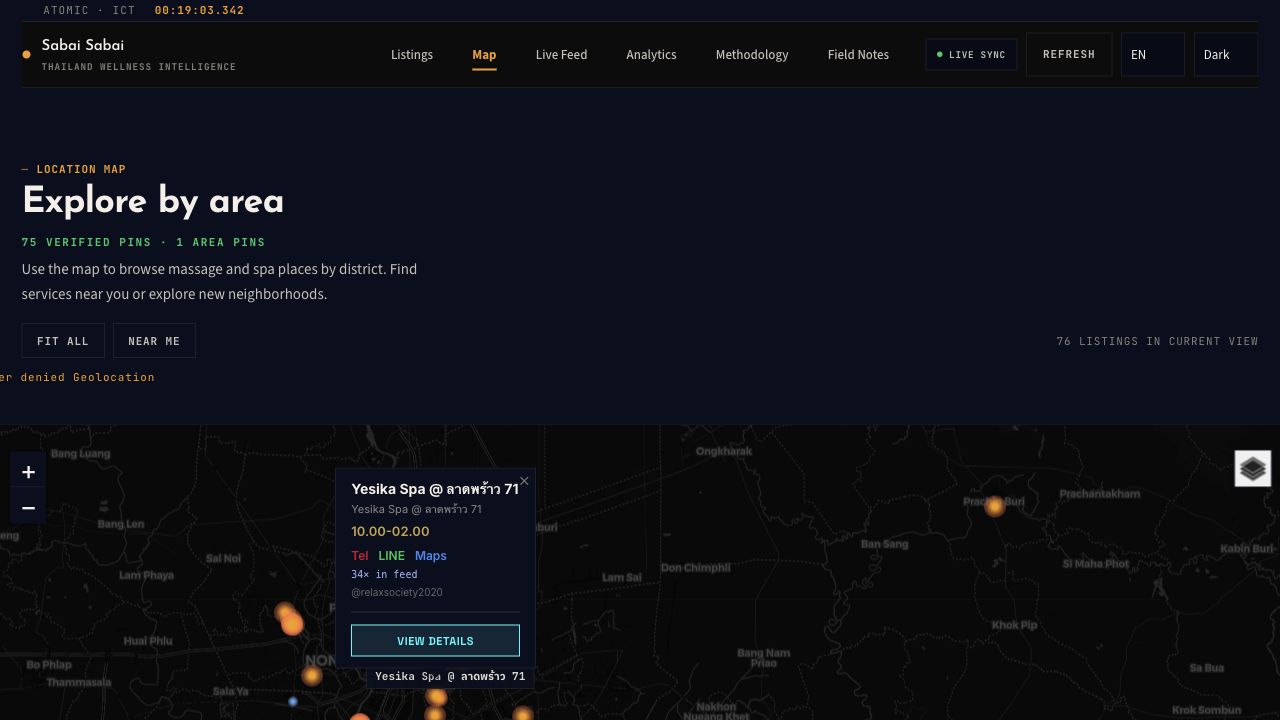 ATOMIC · ICT 00:19:03.342
Sabai Sabai
THAILAND WELLNESS INTELLIGENCE
Listings
Map
Live Feed
Analytics
Methodology
Field Notes
LIVE SYNC
REFRESH
EN
Dark
— LOCATION MAP
Explore by area
75 VERIFIED PINS · 1 AREA PINS
Use the map to browse massage and spa places by district. Find
services near you or explore new neighborhoods.
FIT ALL
NEAR ME
76 LISTINGS IN CURRENT VIEW
er denied Geolocation
+
−
Bang Luang
Ongkharak
Prachantakham
Bang Len
Kabin Buri
Ban Sang
Sai Noi
Si Maha Phot
Don Chimphli
Lam Phaya
Lam Sai
Khok Pip
Huai Phlu
Bang Nam
Priao
Bo Phlap
Sa Bua
Thammasala
Sala Ya
Nakhon
Nueang Khet
Krok Sombun
Yesika Spa @ ลาดพร้าว 71
×
Yesika Spa @ ลาดพร้าว 71
10.00-02.00
Tel LINE Maps
34× in feed
@relaxsociety2020
VIEW DETAILS
Yesika Spa @ ลาดพร้าว 71